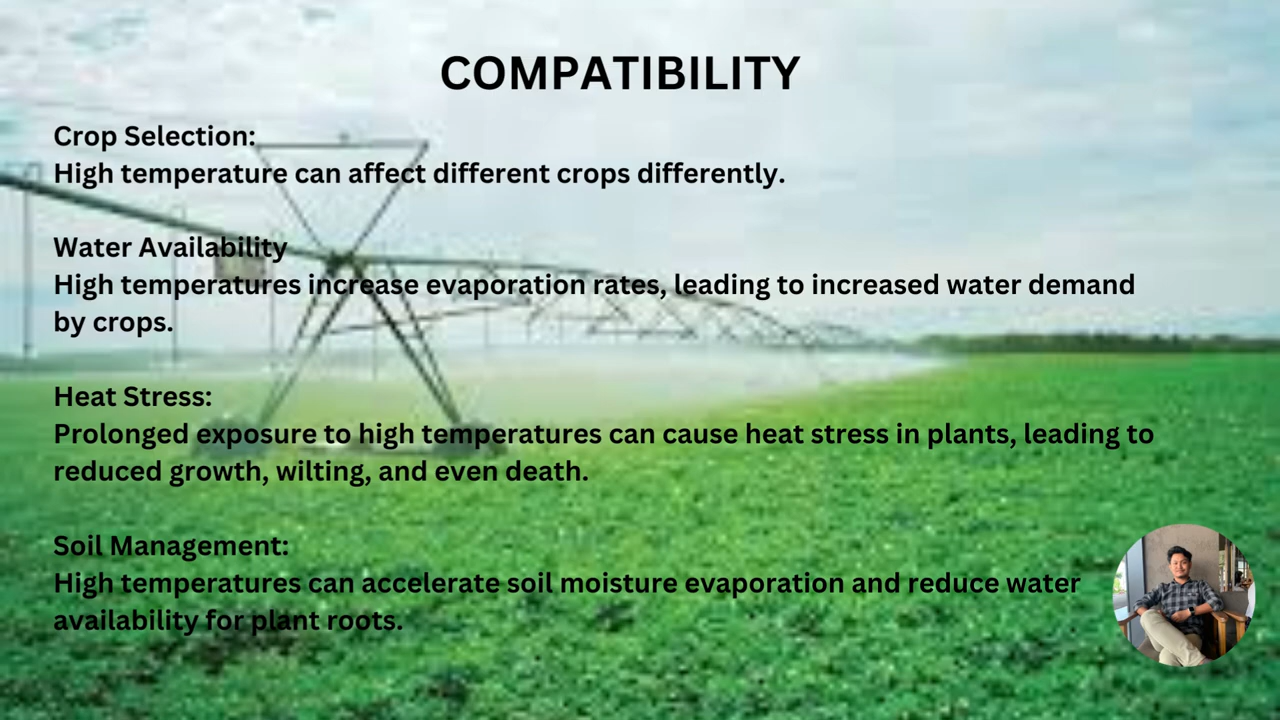 COMPATIBILITY
Crop Selection:
High temperature can affect different crops differently.
Water Availability
High temperatures increase evaporation rates, leading to increased water demand
by crops.
Heat Stress:
Prolonged exposure to high temperatures can cause heat stress in plants, leading to
reduced growth, wilting, and even death.
Soil Management:
High temperatures can accelerate soil moisture evaporation and reduce water
availability for plant roots.